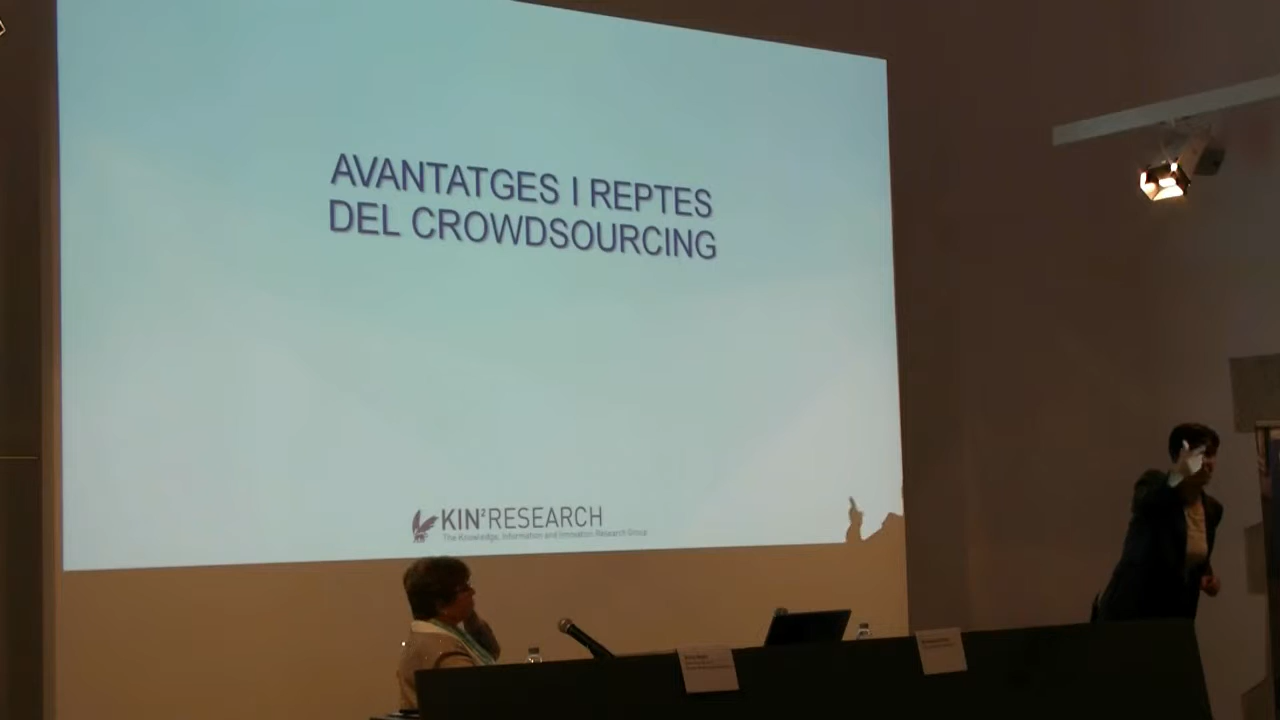 AVANTATGES I REPTES
DEL CROWDSOURCING
KIN²RESEARCH
The Knowledge, Information and Innovation Research Group